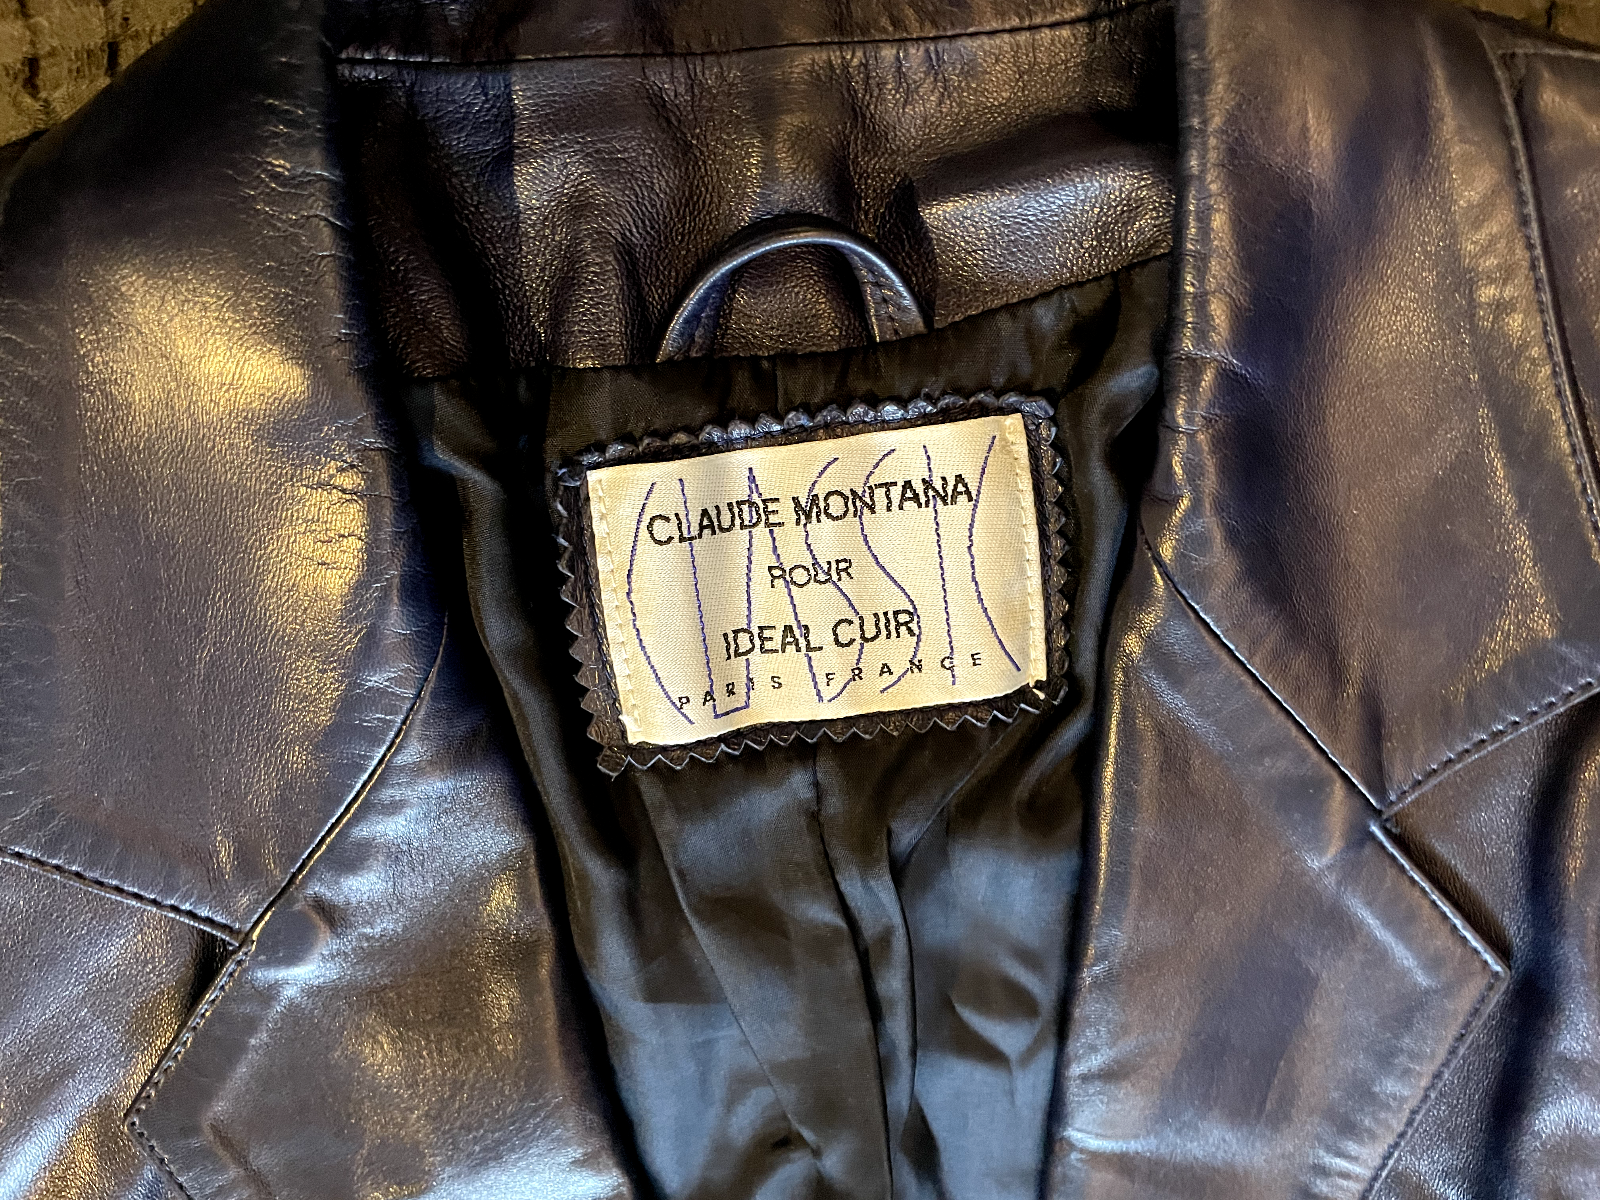 CLASSIC
CLAUDE MONTANA
POUR
IDEAL CUIR
PARIS FRANCE